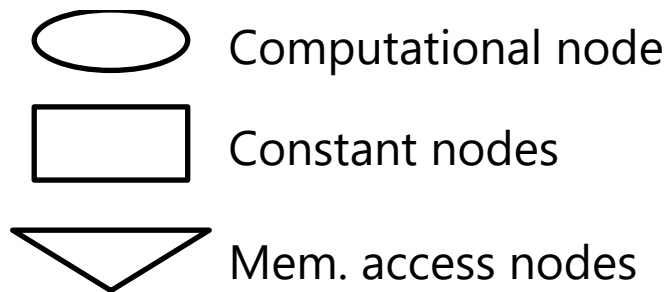 Computational node
Constant nodes
Mem. access nodes